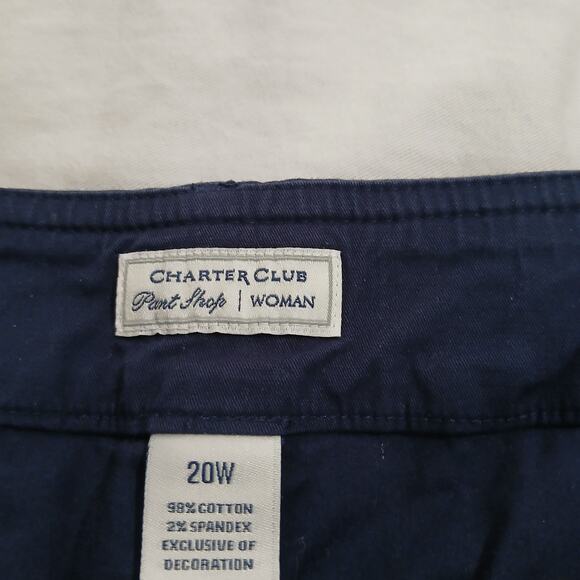 CHARTER CLUB
Pant Shop | WOMAN
20W
98% COTTON
2% SPANDEX
EXCLUSIVE OF
DECORATION